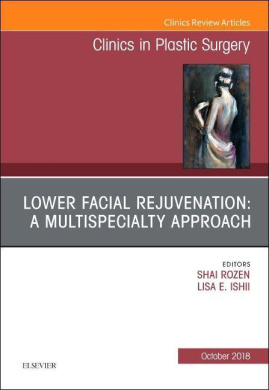 Clinics Review Articles
Clinics in Plastic Surgery
LOWER FACIAL REJUVENATION:
A MULTISPECIALTY APPROACH
EDITORS
SHAI ROZEN
LISA E. ISHII
ELSEVIER
October 2018